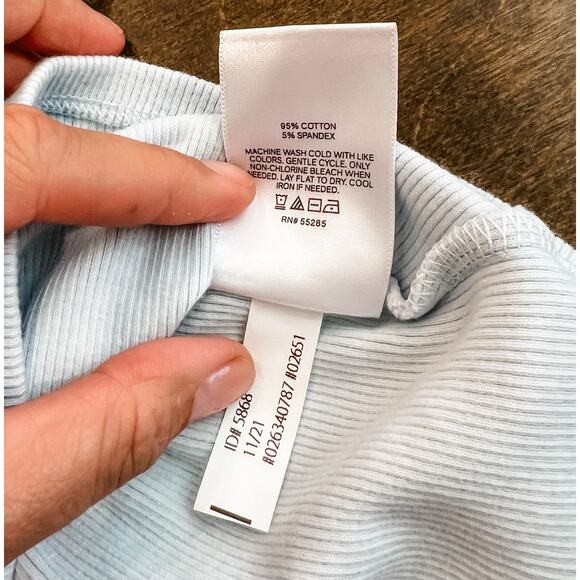 95% COTTON
5% SPANDEX
MACHINE WASH COLD WITH LIKE
COLORS. GENTLE CYCLE. ONLY
NON-CHLORINE BLEACH WHEN
NEEDED. LAY FLAT TO DRY. COOL
IRON IF NEEDED.
RN# 55285
ID# 5868
11/21
#026340787 #02651